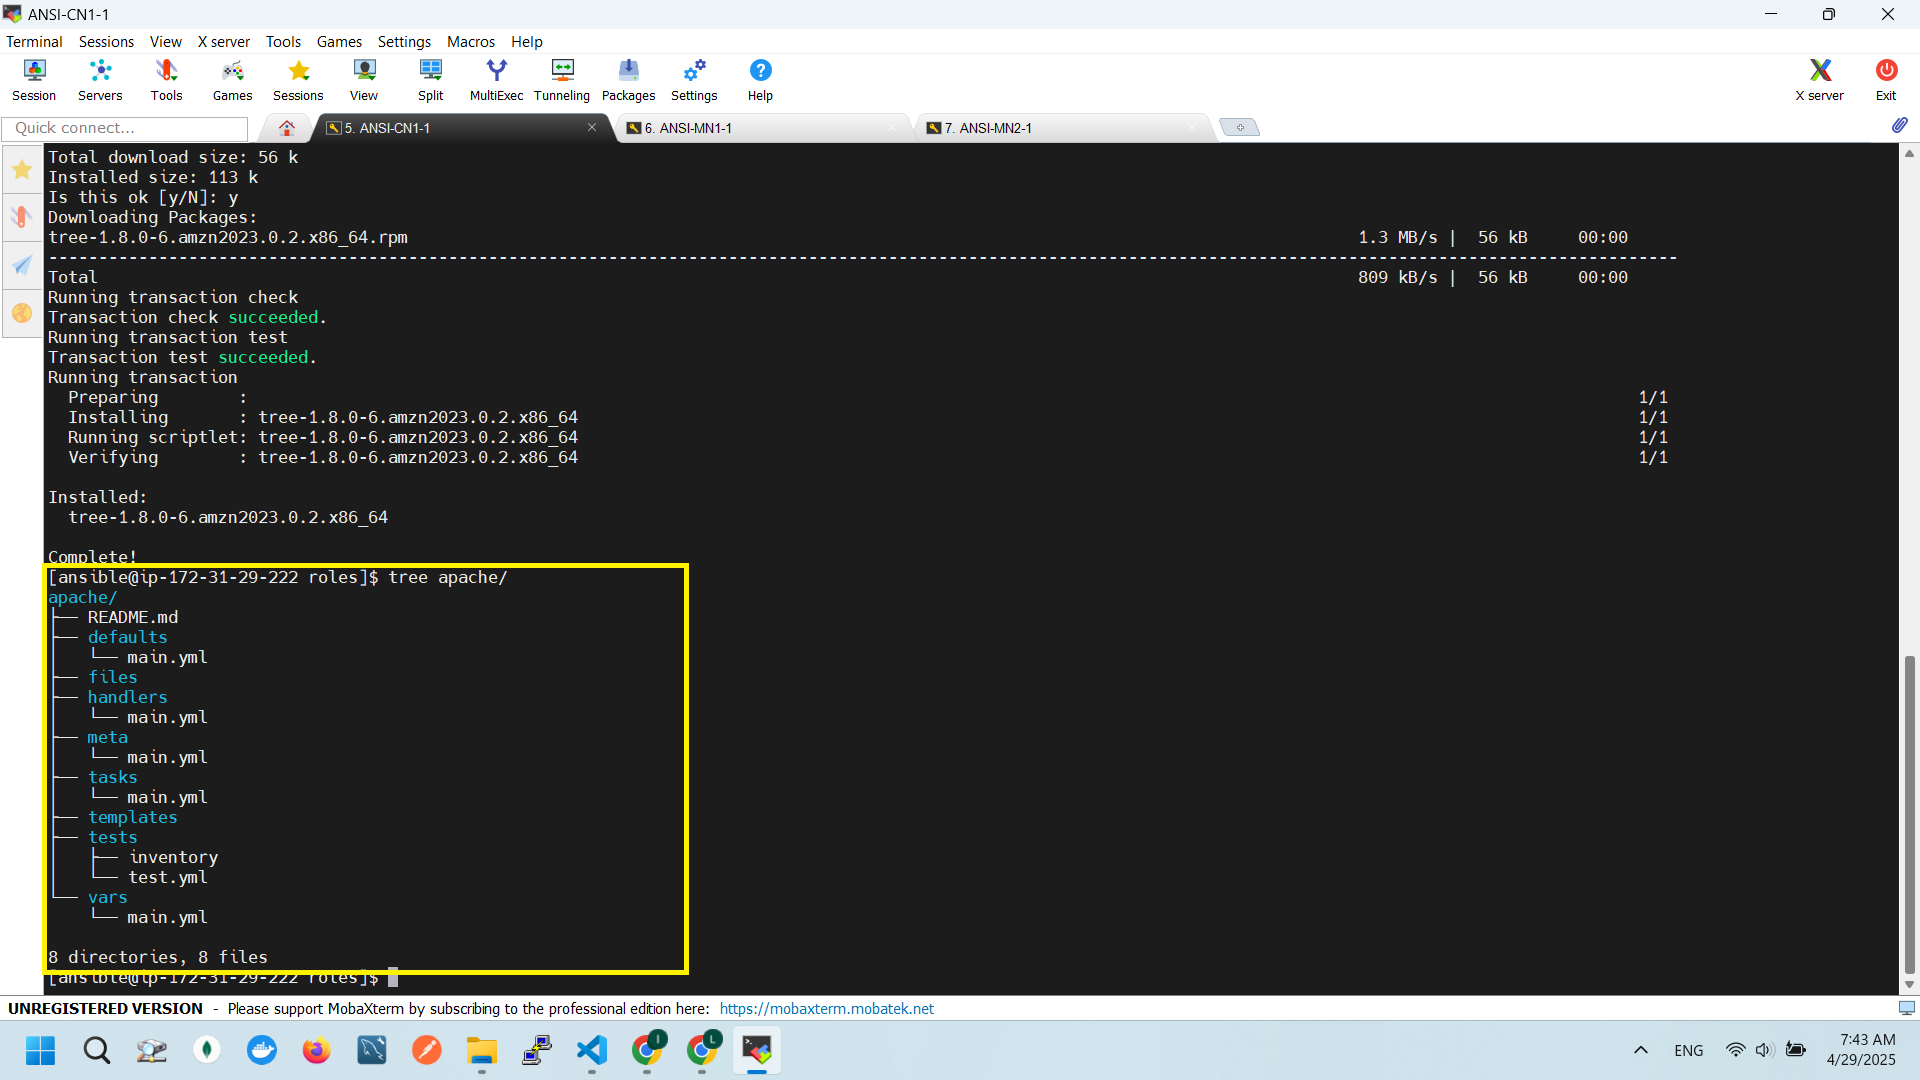 ANSI-CN1-1
Terminal Sessions View X server Tools Games Settings Macros Help
Session Servers Tools Games Sessions View Split MultiExec Tunneling Packages Settings Help X server Exit
Quick connect... 5. ANSI-CN1-1 6. ANSI-MN1-1 7. ANSI-MN2-1
Total download size: 56 k
Installed size: 113 k
Is this ok [y/N]: y
Downloading Packages:
tree-1.8.0-6.amzn2023.0.2.x86_64.rpm 1.3 MB/s | 56 kB 00:00
--------------------------------------------------------------------------------
Total 809 kB/s | 56 kB 00:00
Running transaction check
Transaction check succeeded.
Running transaction test
Transaction test succeeded.
Running transaction
  Preparing        : 1/1
  Installing       : tree-1.8.0-6.amzn2023.0.2.x86_64 1/1
  Running scriptlet: tree-1.8.0-6.amzn2023.0.2.x86_64 1/1
  Verifying        : tree-1.8.0-6.amzn2023.0.2.x86_64 1/1
Installed:
  tree-1.8.0-6.amzn2023.0.2.x86_64
Complete!
[ansible@ip-172-31-29-222 roles]$ tree apache/
apache/
├── README.md
├── defaults
│   └── main.yml
├── files
├── handlers
│   └── main.yml
├── meta
│   └── main.yml
├── tasks
│   └── main.yml
├── templates
├── tests
│   ├── inventory
│   └── test.yml
└── vars
    └── main.yml
8 directories, 8 files
[ansible@ip-172-31-29-222 roles]$
UNREGISTERED VERSION - Please support MobaXterm by subscribing to the professional edition here: https://mobaxterm.mobatek.net
I L
ENG
7:43 AM
4/29/2025